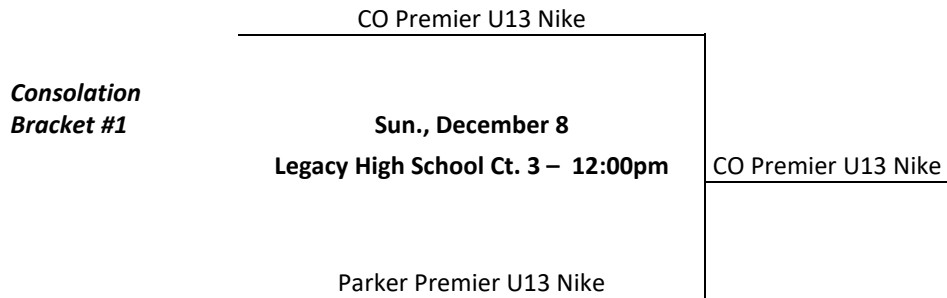 CO Premier U13 Nike
Consolation
Bracket #1
Sun., December 8
Legacy High School Ct. 3 – 12:00pm
CO Premier U13 Nike
Parker Premier U13 Nike